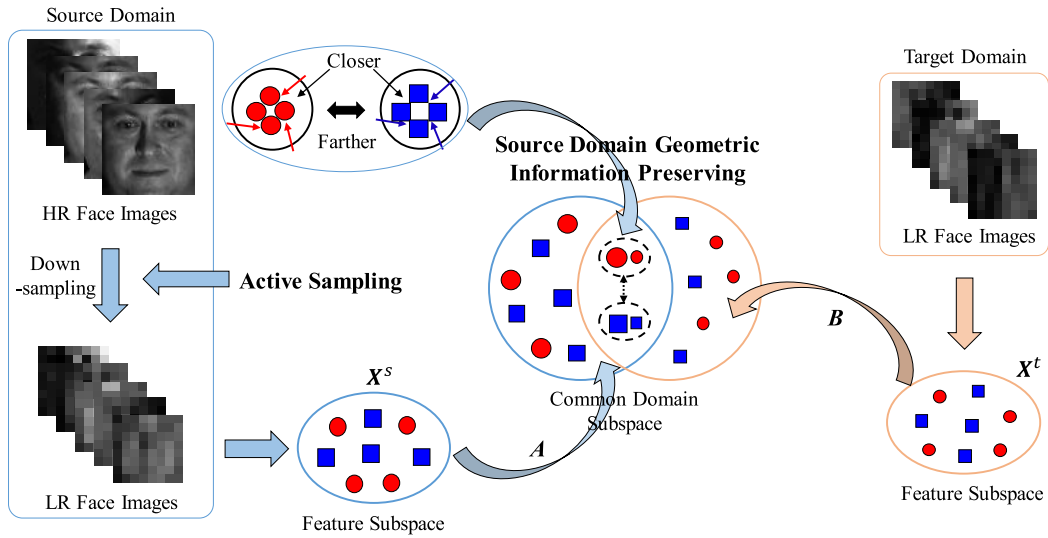 Source Domain
HR Face Images
Down
-sampling
Active Sampling
LR Face Images
Closer
Farther
Source Domain Geometric
Information Preserving
X^s
Feature Subspace
A
Common Domain
Subspace
B
Target Domain
LR Face Images
X^t
Feature Subspace